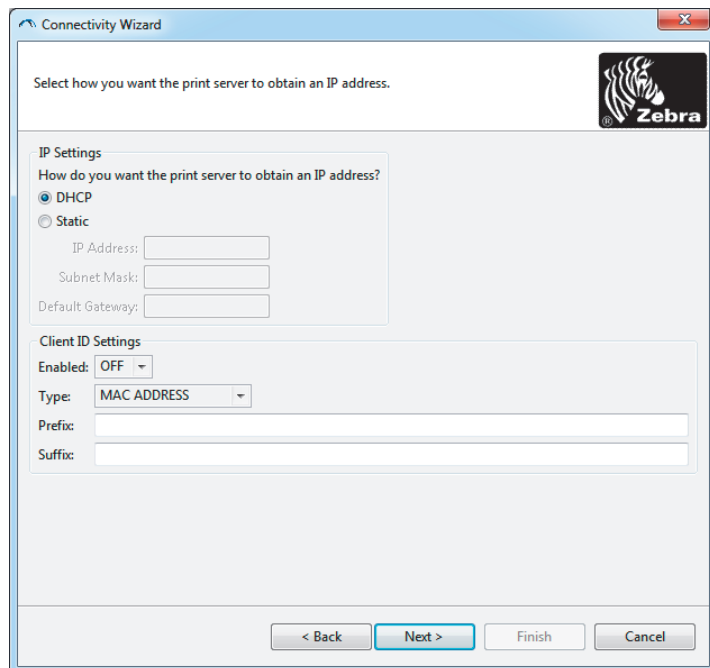 Connectivity Wizard
Select how you want the print server to obtain an IP address.
® Zebra
IP Settings
How do you want the print server to obtain an IP address?
DHCP
Static
IP Address:
Subnet Mask:
Default Gateway:
Client ID Settings
Enabled: OFF
Type: MAC ADDRESS
Prefix:
Suffix:
< Back Next > Finish Cancel